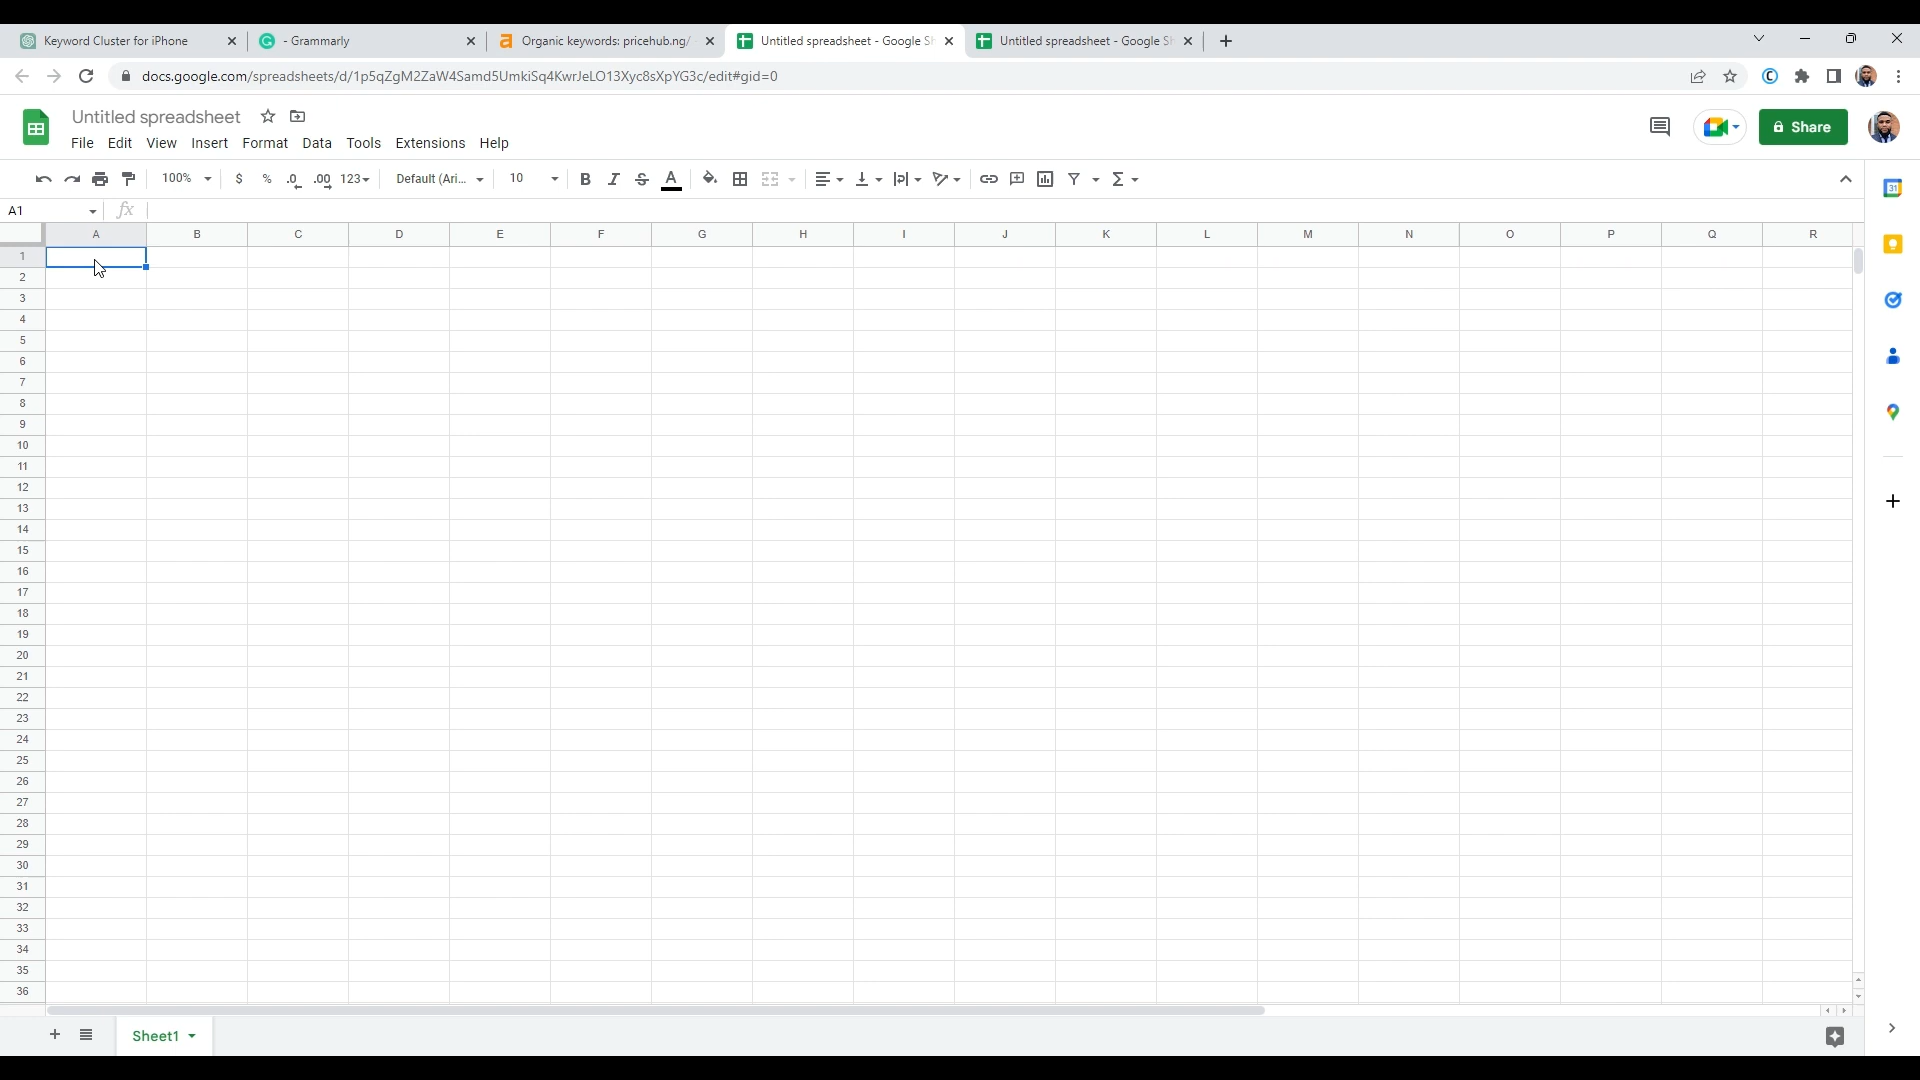 Keyword Cluster for iPhone
- Grammarly
Organic keywords: pricehub.ng/
Untitled spreadsheet - Google Sh
Untitled spreadsheet - Google Sh
docs.google.com/spreadsheets/d/1p5qZgM2ZaW4Samd5UmkiSq4KwrJeLO13Xyc8sXpYG3c/edit#gid=0
Untitled spreadsheet
File Edit View Insert Format Data Tools Extensions Help
Share
100% $ % .0 .00 123 Default (Ari... 10 B I S A
31
A1 fx
A B C D E F G H I J K L M N O P Q R
1
2
3
4
5
6
7
8
9
10
11
12
13
14
15
16
17
18
19
20
21
22
23
24
25
26
27
28
29
30
31
32
33
34
35
36
Sheet1